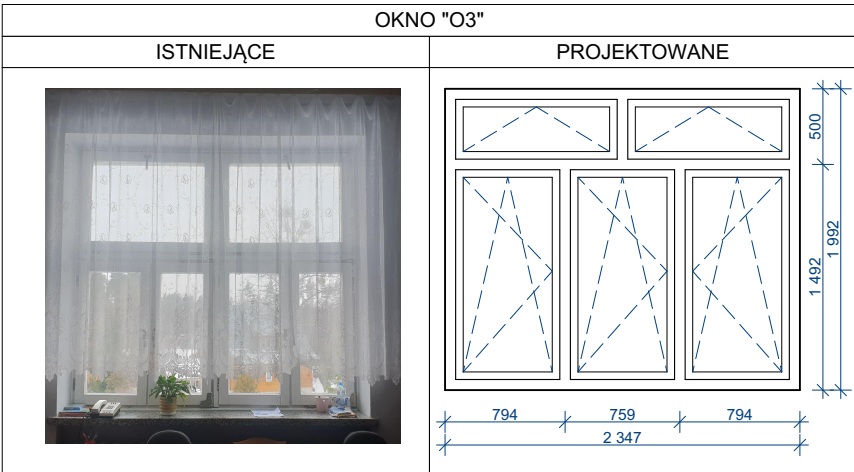 OKNO "O3"
ISTNIEJĄCE
PROJEKTOWANE
500
1 492
1 992
794
759
794
2 347